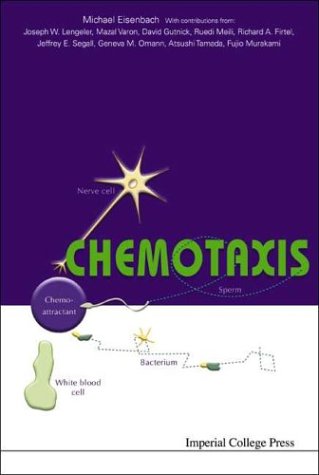 Michael Eisenbach With contributions from:
Joseph W. Lengeler, Mazal Varon, David Gutnick, Ruedi Meili, Richard A. Firtel,
Jeffrey E. Segall, Geneva M. Omann, Atsushi Tamada, Fujio Murakami
Nerve cell
CHEMOTAXIS
Sperm
Chemo-
attractant
Bacterium
White blood
cell
Imperial College Press